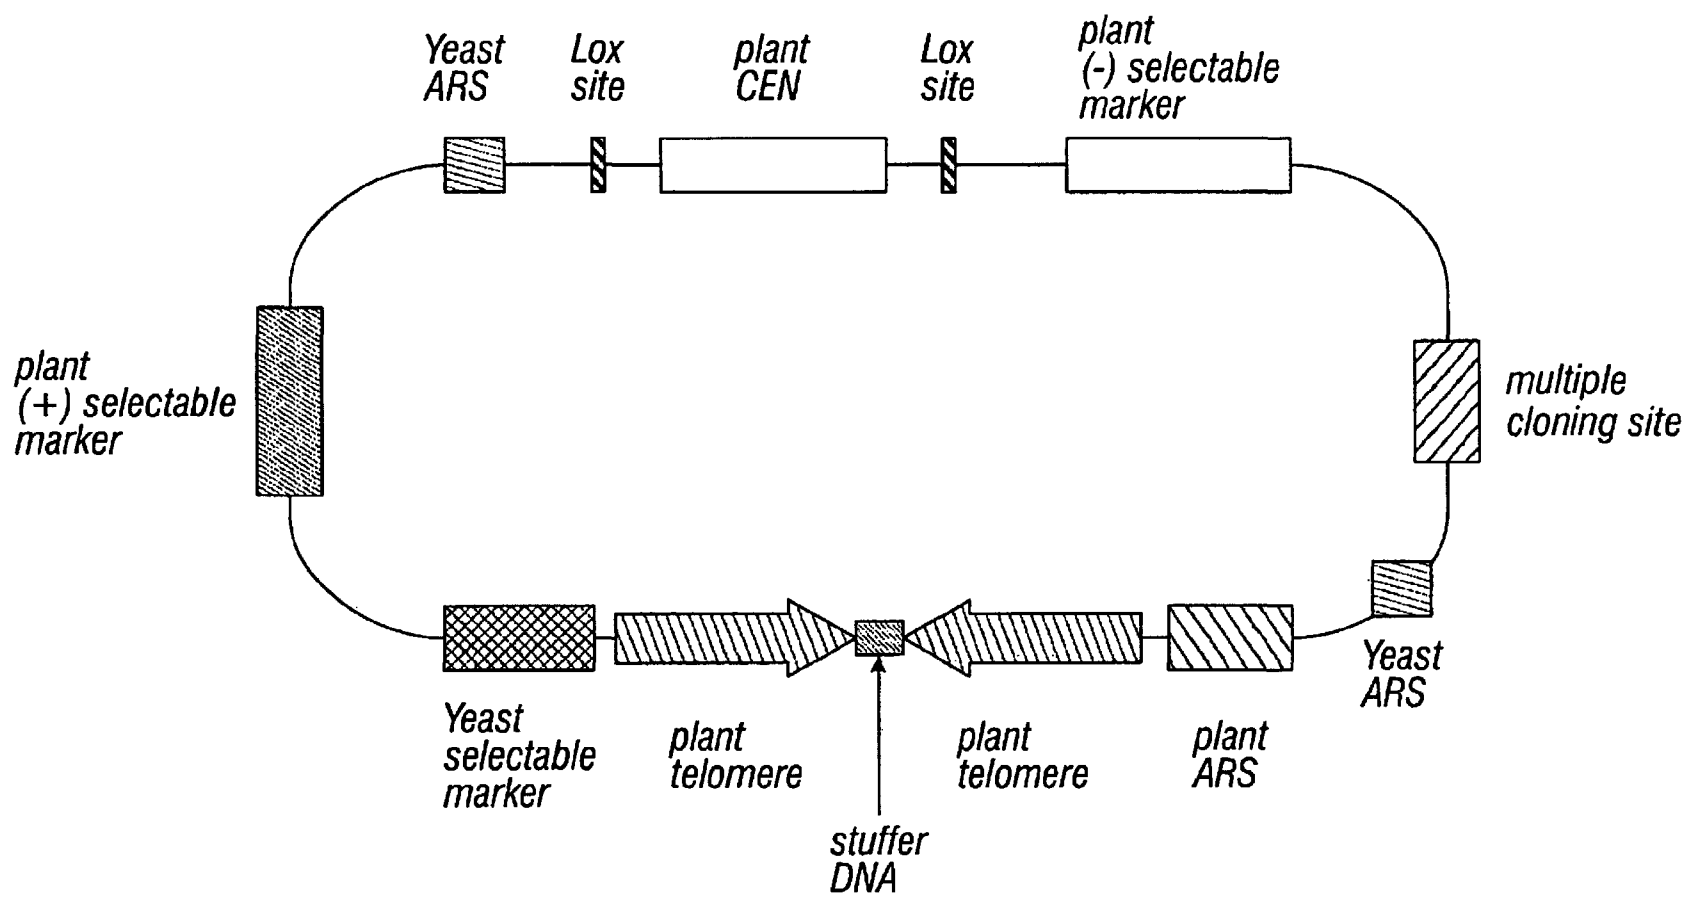 Yeast
ARS
Lox
site
plant
CEN
Lox
site
plant
(-) selectable
marker
plant
(+) selectable
marker
multiple
cloning site
Yeast
ARS
Yeast
selectable
marker
plant
telomere
plant
telomere
plant
ARS
stuffer
DNA